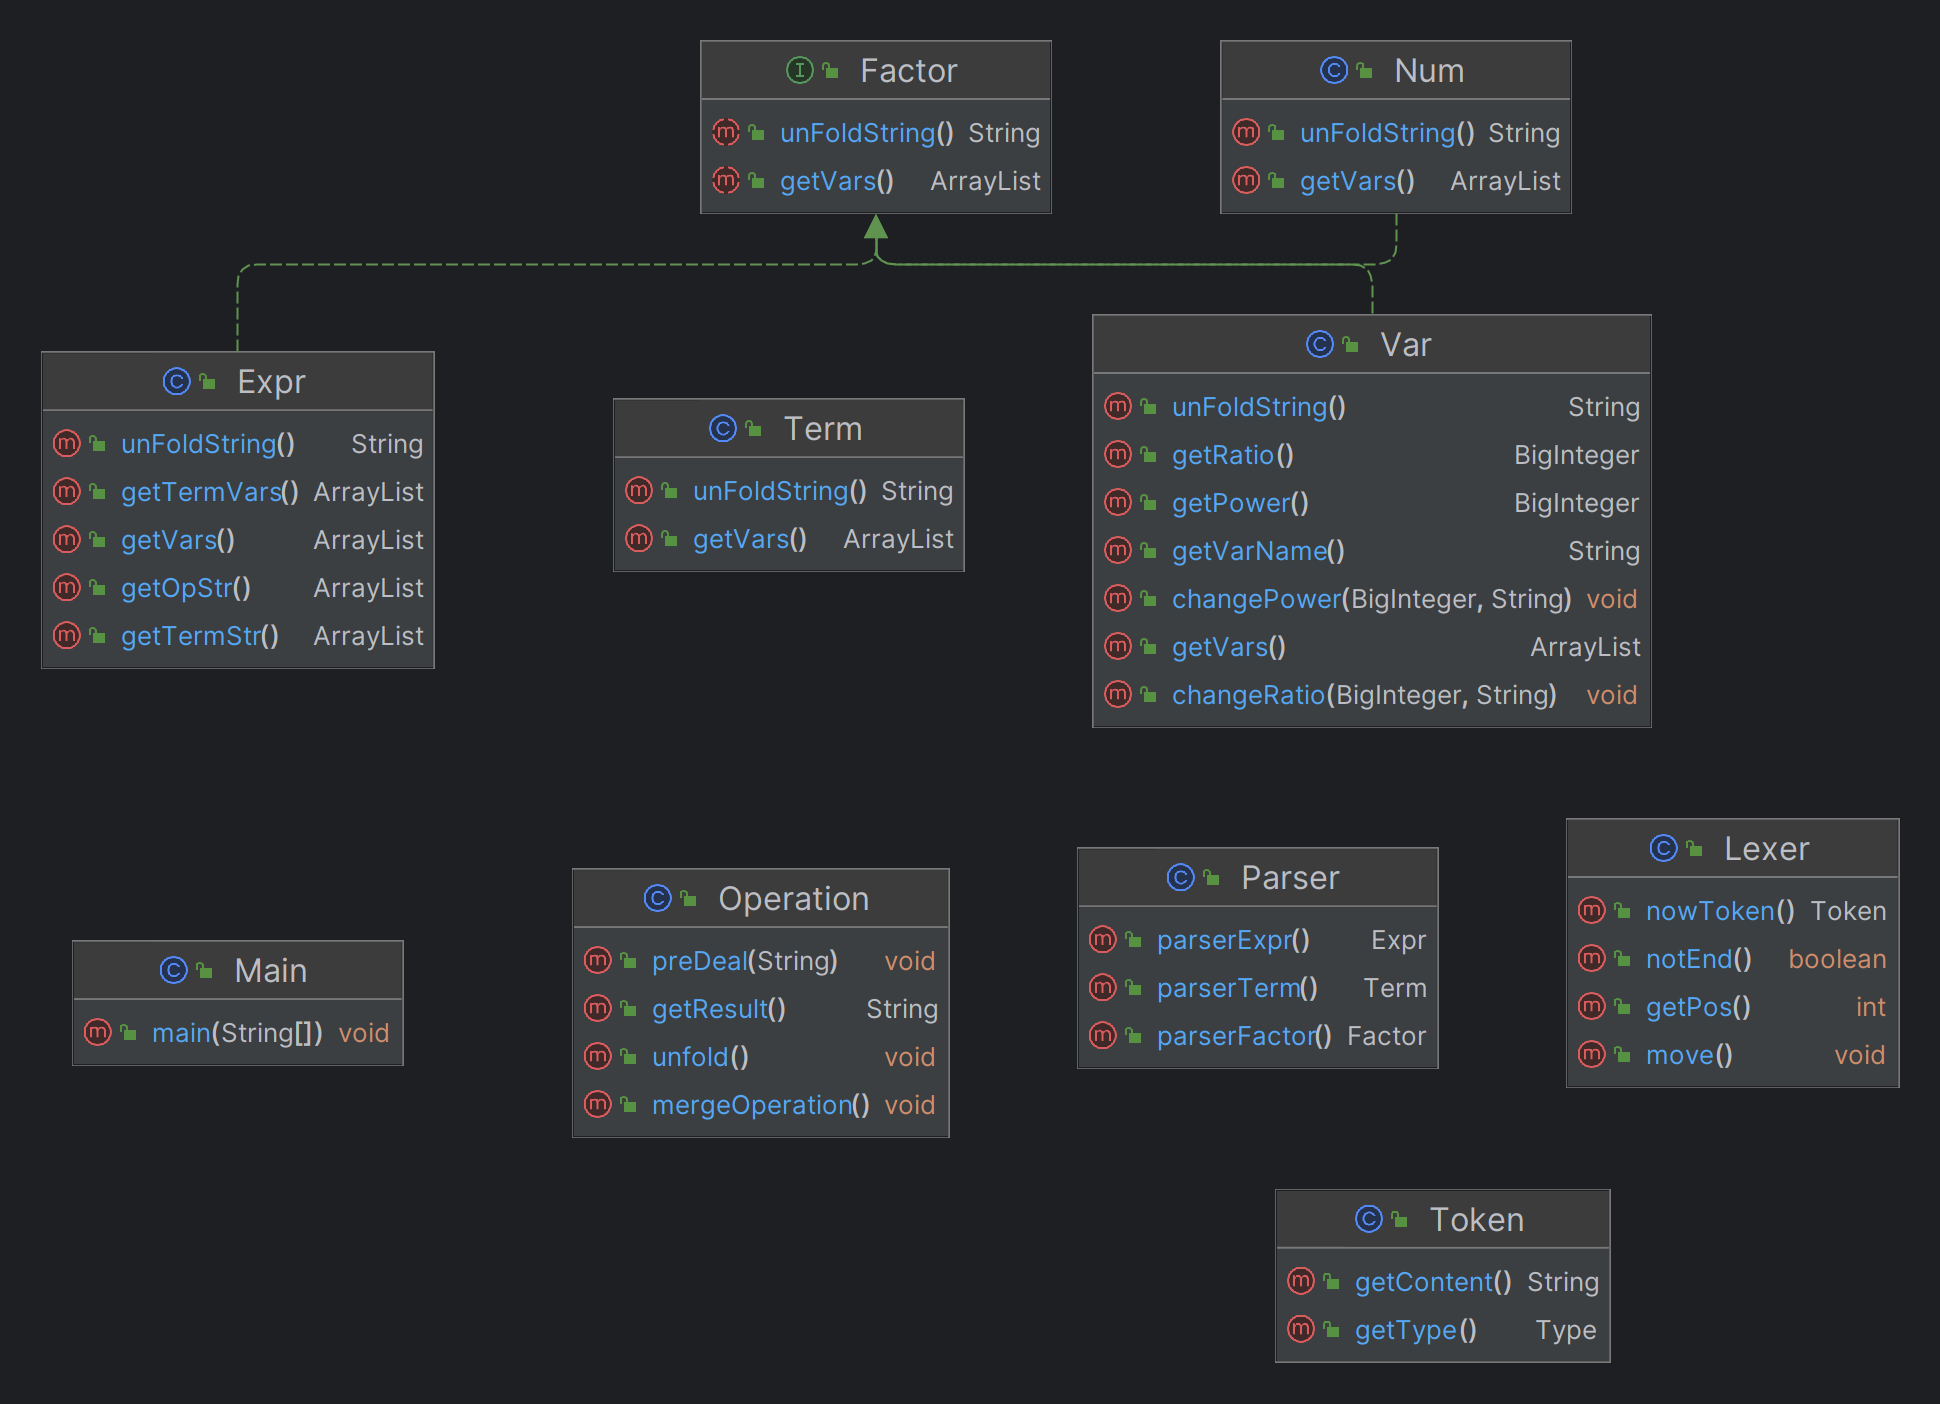 Factor
unFoldString() String
getVars() ArrayList
Num
unFoldString() String
getVars() ArrayList
Expr
unFoldString() String
getTermVars() ArrayList
getVars() ArrayList
getOpStr() ArrayList
getTermStr() ArrayList
Term
unFoldString() String
getVars() ArrayList
Var
unFoldString() String
getRatio() BigInteger
getPower() BigInteger
getVarName() String
changePower(BigInteger, String) void
getVars() ArrayList
changeRatio(BigInteger, String) void
Main
main(String[]) void
Operation
preDeal(String) void
getResult() String
unfold() void
mergeOperation() void
Parser
parserExpr() Expr
parserTerm() Term
parserFactor() Factor
Lexer
nowToken() Token
notEnd() boolean
getPos() int
move() void
Token
getContent() String
getType() Type